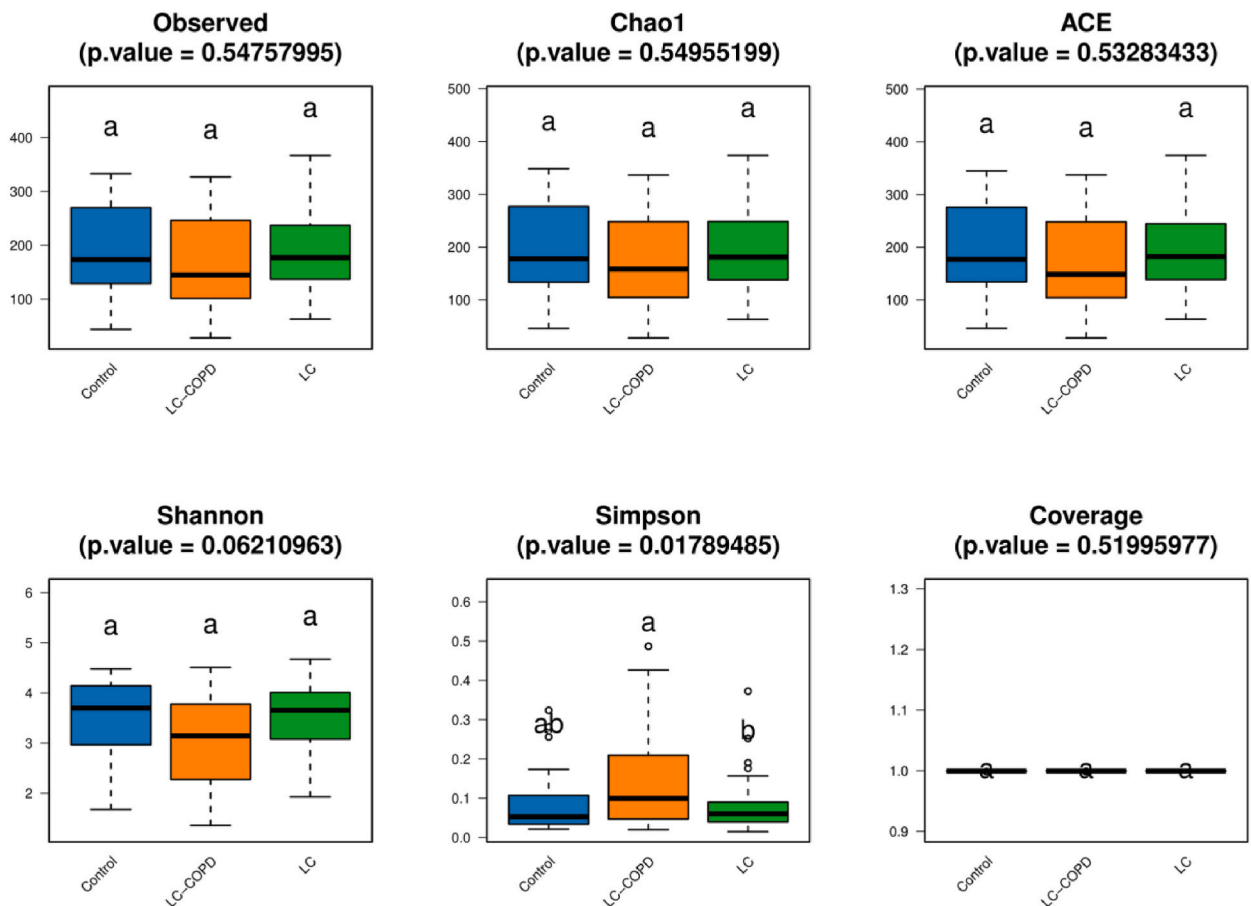 Observed Chao1 ACE
(p.value = 0.54757995) (p.value = 0.54955199) (p.value = 0.53283433)
500 500
a a a a a a a a a
400 400 400
300 300 300
200 200 200
100 100 100
Control LC-COPD LC Control LC-COPD LC Control LC-COPD LC
Shannon Simpson Coverage
(p.value = 0.06210963) (p.value = 0.01789485) (p.value = 0.51995977)
6 0.6 1.3
a a a a
5 0.5 1.2
0.4
4 0.3 1.1
ab b
3 0.2 1.0
a a a
2 0.1 0.9
0.0
Control LC-COPD LC Control LC-COPD LC Control LC-COPD LC